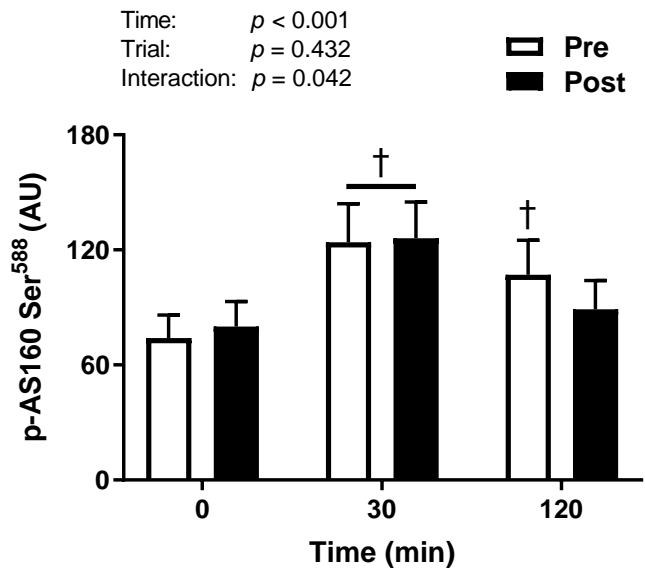 Time: p < 0.001
Trial: p = 0.432
Interaction: p = 0.042
Pre
Post
180
120
60
0
p-AS160 Ser⁵⁸⁸ (AU)
†
†
0 30 120
Time (min)